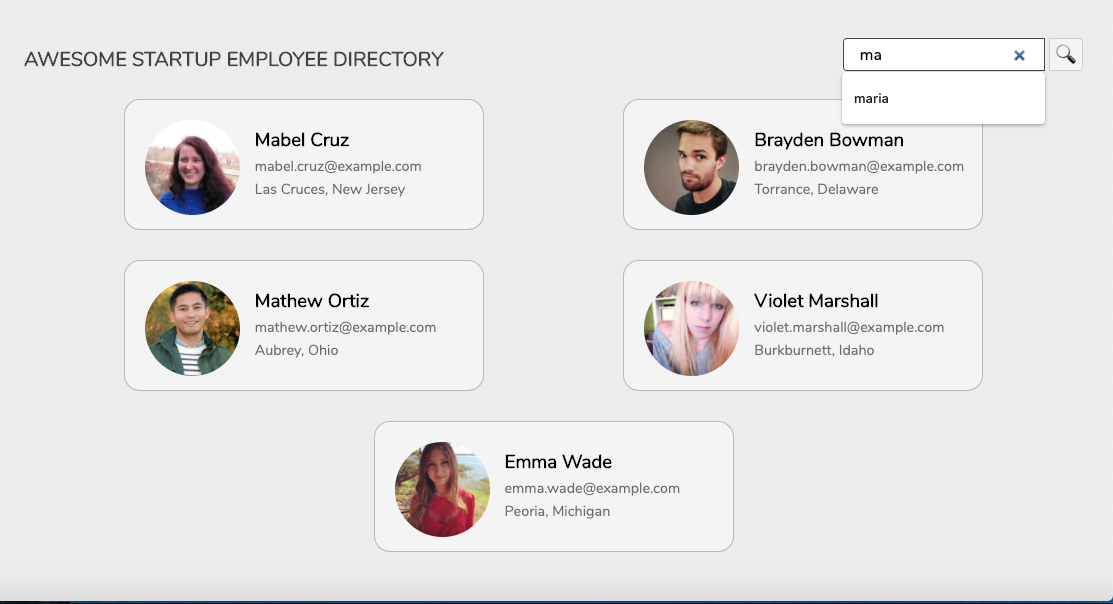 AWESOME STARTUP EMPLOYEE DIRECTORY
ma
maria
Mabel Cruz
mabel.cruz@example.com
Las Cruces, New Jersey
Brayden Bowman
brayden.bowman@example.com
Torrance, Delaware
Mathew Ortiz
mathew.ortiz@example.com
Aubrey, Ohio
Violet Marshall
violet.marshall@example.com
Burkburnett, Idaho
Emma Wade
emma.wade@example.com
Peoria, Michigan